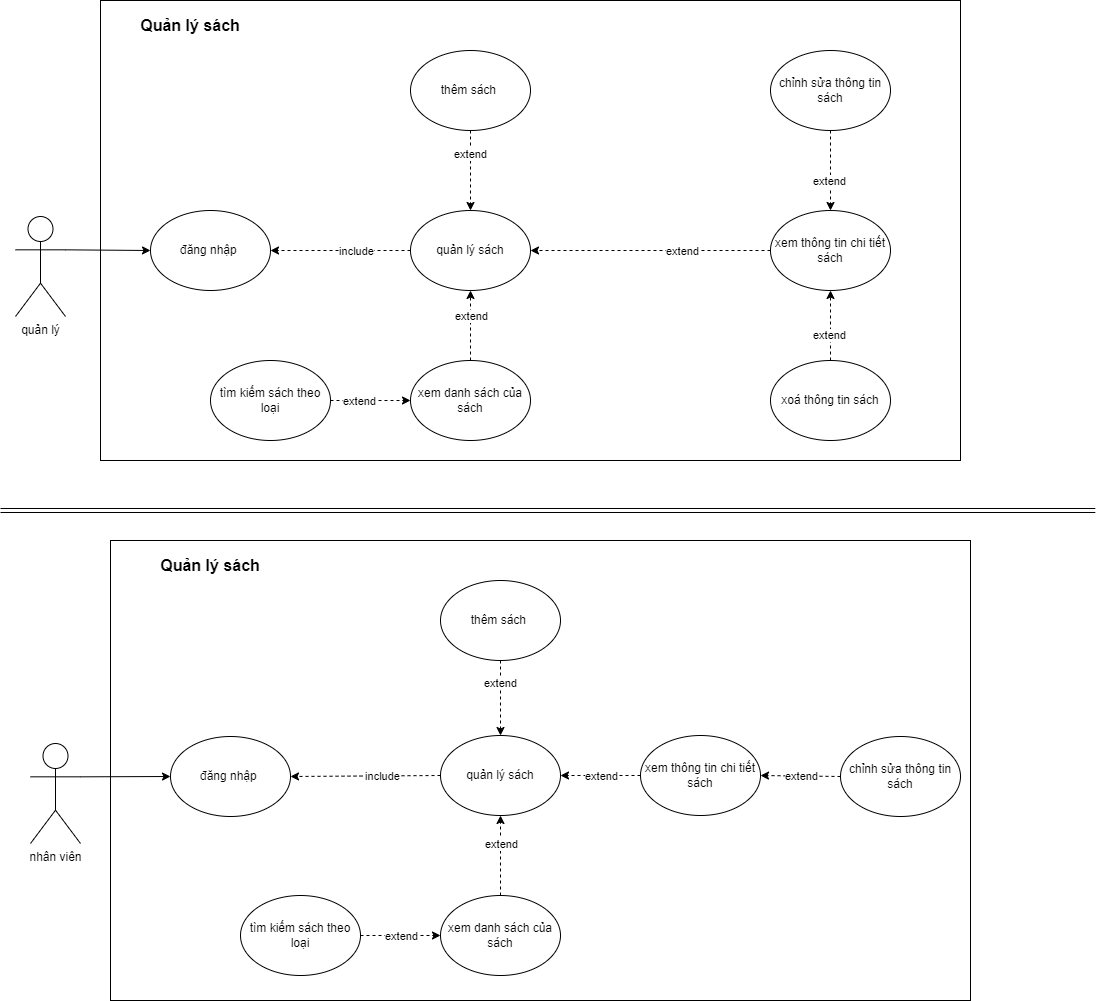 Quản lý sách
thêm sách
chỉnh sửa thông tin
sách
extend
extend
đăng nhập
include
quản lý sách
extend
xem thông tin chi tiết
sách
quản lý
extend
extend
tìm kiếm sách theo
loại
extend
xem danh sách của
sách
xoá thông tin sách
Quản lý sách
thêm sách
extend
đăng nhập
include
quản lý sách
extend
xem thông tin chi tiết
sách
extend
chỉnh sửa thông tin
sách
nhân viên
extend
tìm kiếm sách theo
loại
extend
xem danh sách của
sách